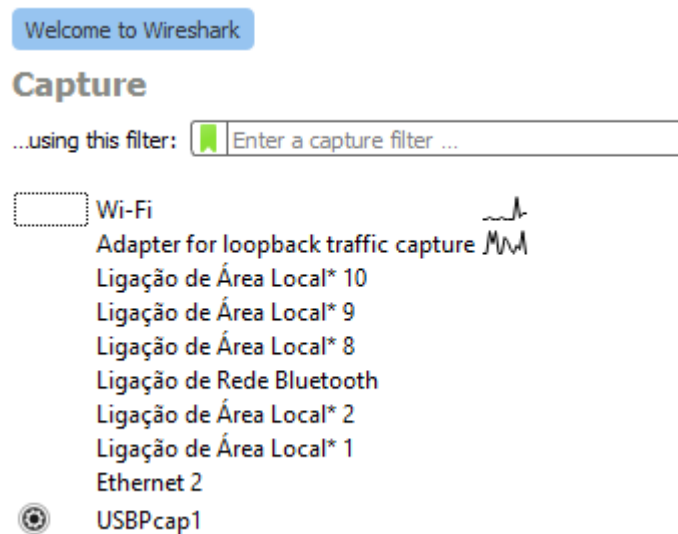 Welcome to Wireshark
Capture
...using this filter: Enter a capture filter ...
Wi-Fi
Adapter for loopback traffic capture
Ligação de Área Local* 10
Ligação de Área Local* 9
Ligação de Área Local* 8
Ligação de Rede Bluetooth
Ligação de Área Local* 2
Ligação de Área Local* 1
Ethernet 2
USBPcap1